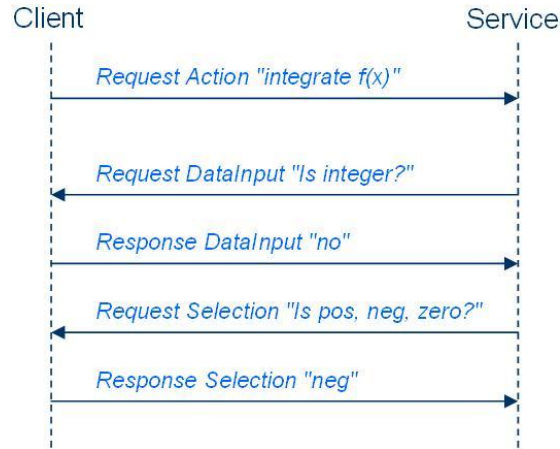 Client
Service
Request Action "integrate f(x)"
Request DataInput "Is integer?"
Response DataInput "no"
Request Selection "Is pos, neg, zero?"
Response Selection "neg"